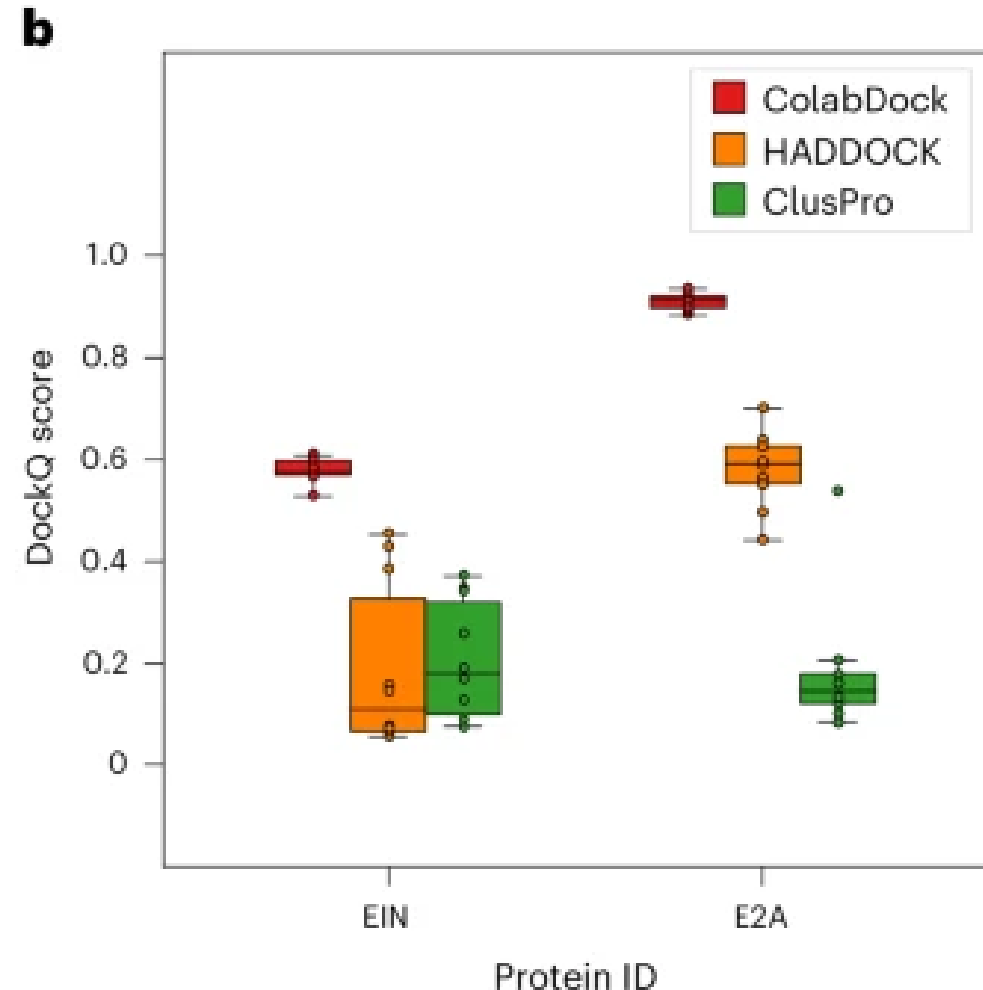 b
ColabDock
HADDOCK
ClusPro
1.0
0.8
0.6
0.4
0.2
0
DockQ score
EIN
E2A
Protein ID